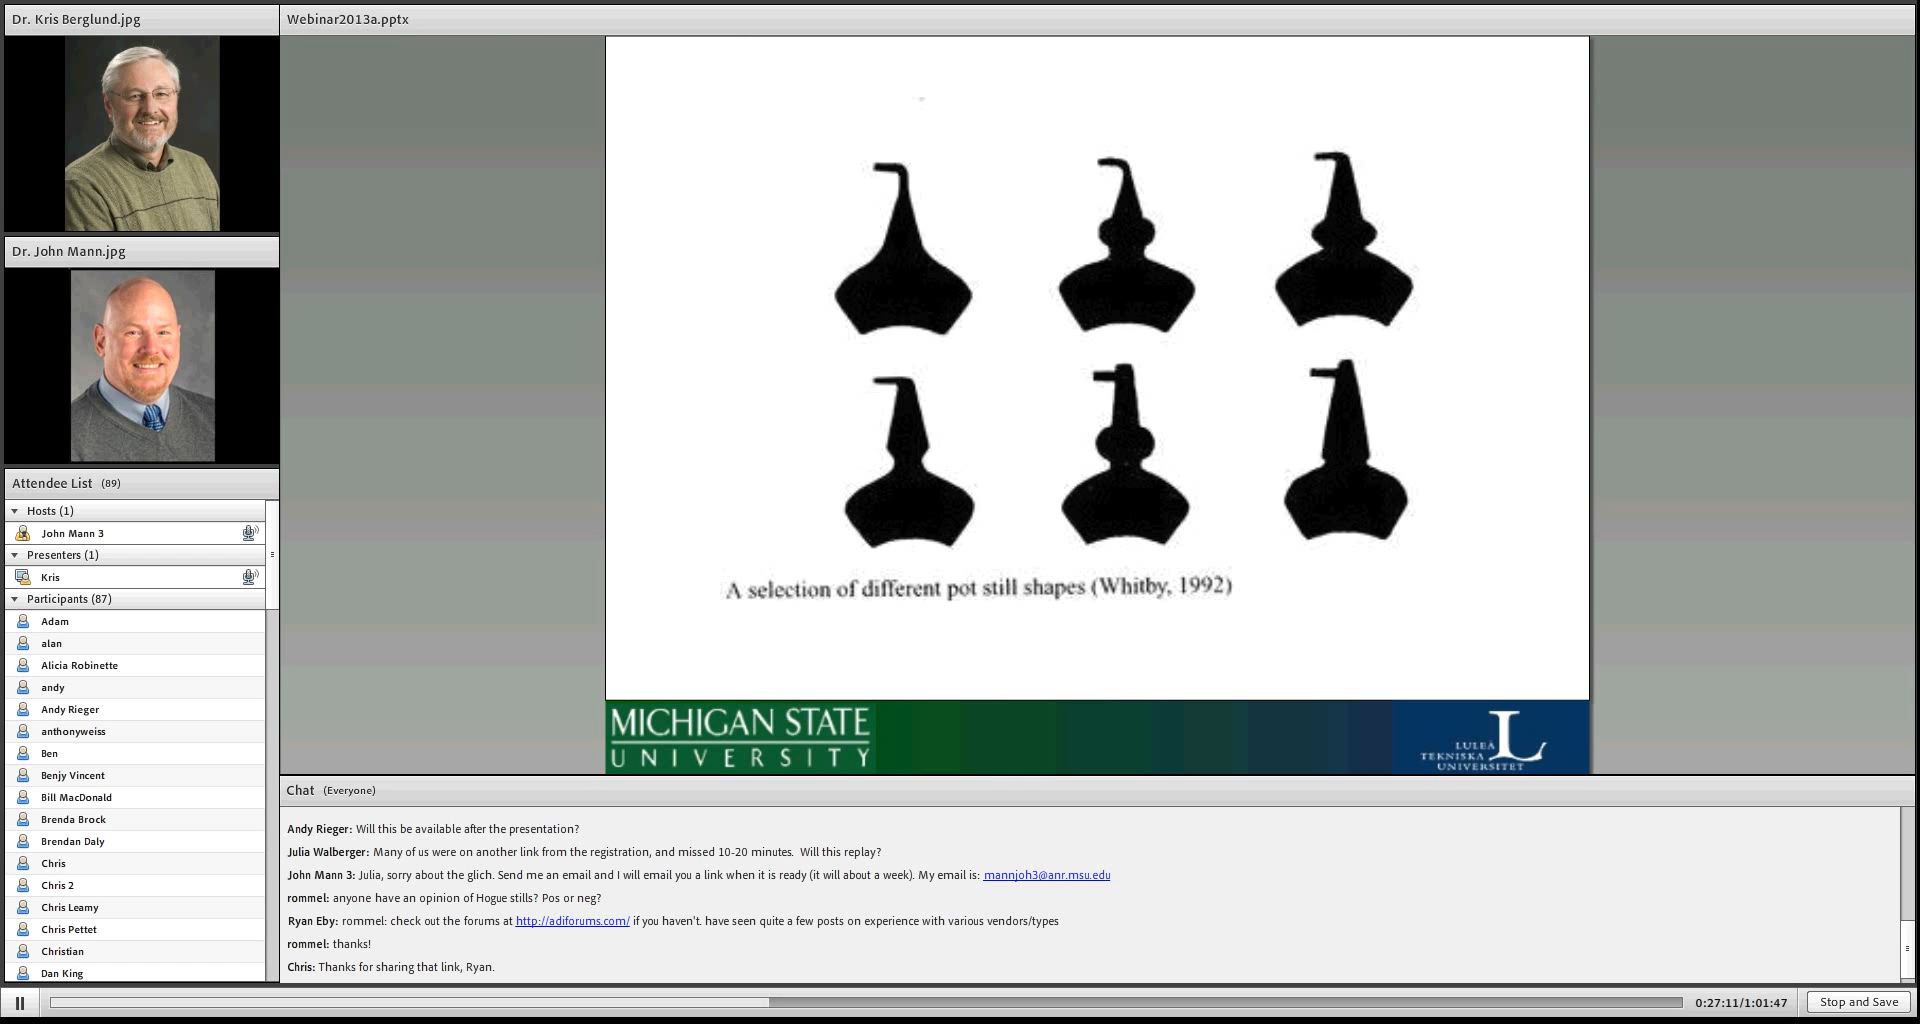 Dr. Kris Berglund.jpg
Dr. John Mann.jpg
Attendee List (89)
Hosts (1)
John Mann 3
Presenters (1)
Kris
Participants (87)
Adam
alan
Alicia Robinette
andy
Andy Rieger
anthonyweiss
Ben
Benjy Vincent
Bill MacDonald
Brenda Brock
Brendan Daly
Chris
Chris 2
Chris Leamy
Chris Pettet
Christian
Dan King
Webinar2013a.pptx
A selection of different pot still shapes (Whitby, 1992)
MICHIGAN STATE
UNIVERSITY
L
LULEÅ
TEKNISKA
UNIVERSITET
Chat (Everyone)
Andy Rieger: Will this be available after the presentation?
Julia Walberger: Many of us were on another link from the registration, and missed 10-20 minutes. Will this replay?
John Mann 3: Julia, sorry about the glich. Send me an email and I will email you a link when it is ready (it will about a week). My email is: mannjoh3@anr.msu.edu
rommel: anyone have an opinion of Hogue stills? Pos or neg?
Ryan Eby: rommel: check out the forums at http://adiforums.com/ if you haven't. have seen quite a few posts on experience with various vendors/types
rommel: thanks!
Chris: Thanks for sharing that link, Ryan.
0:27:11/1:01:47
Stop and Save